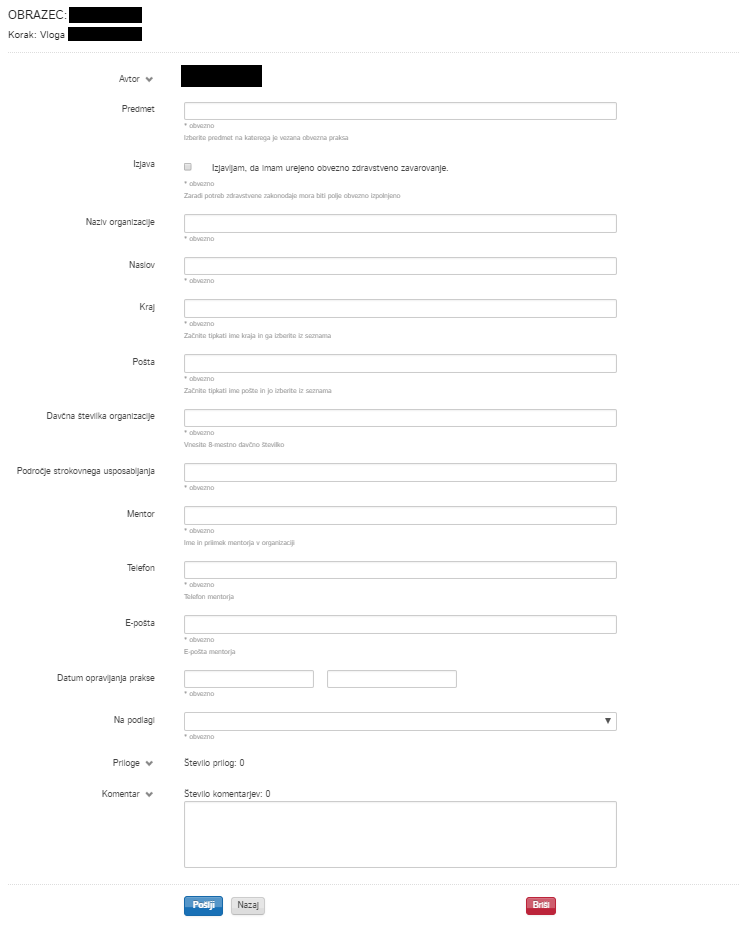 OBRAZEC:
Korak: Vloga
Avtor
Predmet
* obvezno
Izberite predmet na katerega je vezana obvezna praksa
Izjava
Izjavljam, da imam urejeno obvezno zdravstveno zavarovanje.
* obvezno
Zaradi potreb zdravstvene zakonodaje mora biti polje obvezno izpolnjeno
Naziv organizacije
* obvezno
Naslov
* obvezno
Kraj
* obvezno
Začnite tipkati ime kraja in ga izberite iz seznama
Pošta
* obvezno
Začnite tipkati ime pošte in jo izberite iz seznama
Davčna številka organizacije
* obvezno
Vnesite 8-mestno davčno številko
Področje strokovnega usposabljanja
* obvezno
Mentor
* obvezno
Ime in priimek mentorja v organizaciji
Telefon
* obvezno
Telefon mentorja
E-pošta
* obvezno
E-pošta mentorja
Datum opravljanja prakse
* obvezno
Na podlagi
* obvezno
Priloge
Število prilog: 0
Komentar
Število komentarjev: 0
Pošlji Nazaj Briši